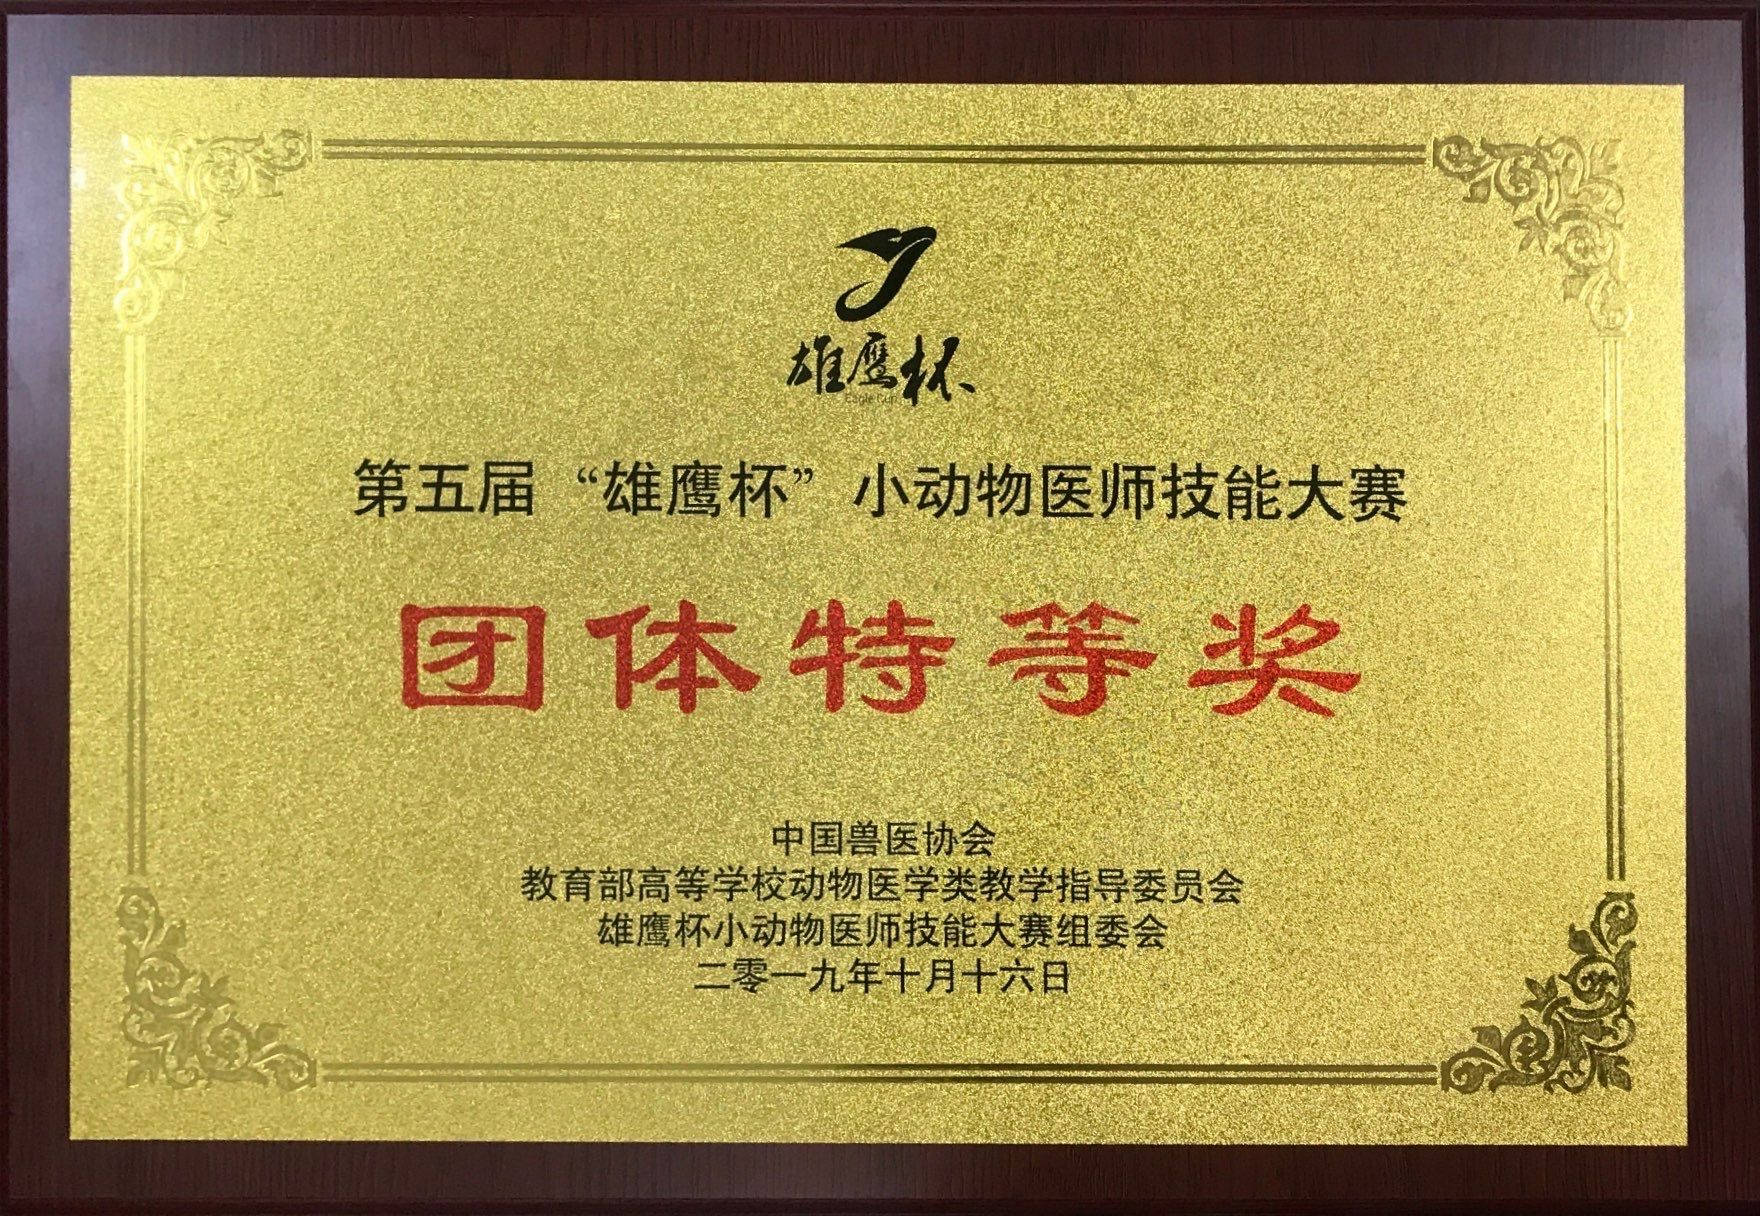 雄鹰杯
Eagle Cup
第五届“雄鹰杯”小动物医师技能大赛
团体特等奖
中国兽医协会
教育部高等学校动物医学类教学指导委员会
雄鹰杯小动物医师技能大赛组委会
二零一九年十月十六日